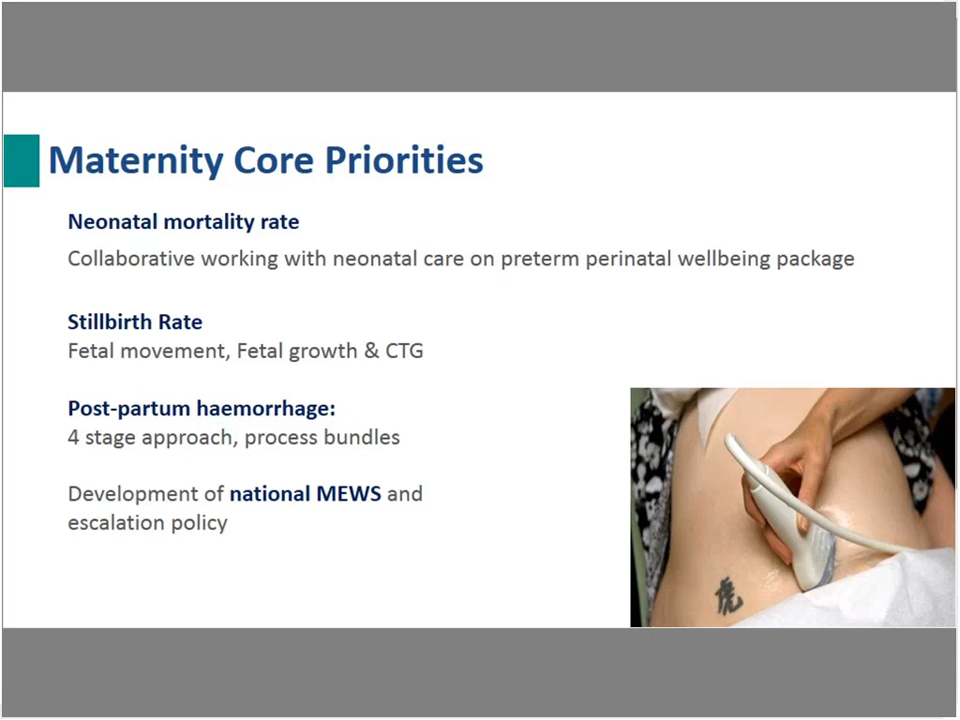 Maternity Core Priorities
Neonatal mortality rate
Collaborative working with neonatal care on preterm perinatal wellbeing package
Stillbirth Rate
Fetal movement, Fetal growth & CTG
Post-partum haemorrhage:
4 stage approach, process bundles
Development of national MEWS and
escalation policy
虎